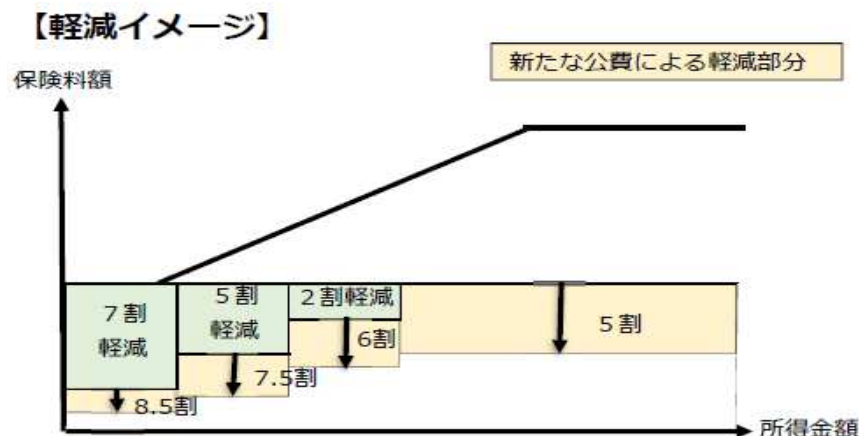 【軽減イメージ】
新たな公費による軽減部分
保険料額
7割
軽減
5割
軽減
2割軽減
6割
5割
7.5割
8.5割
所得金額